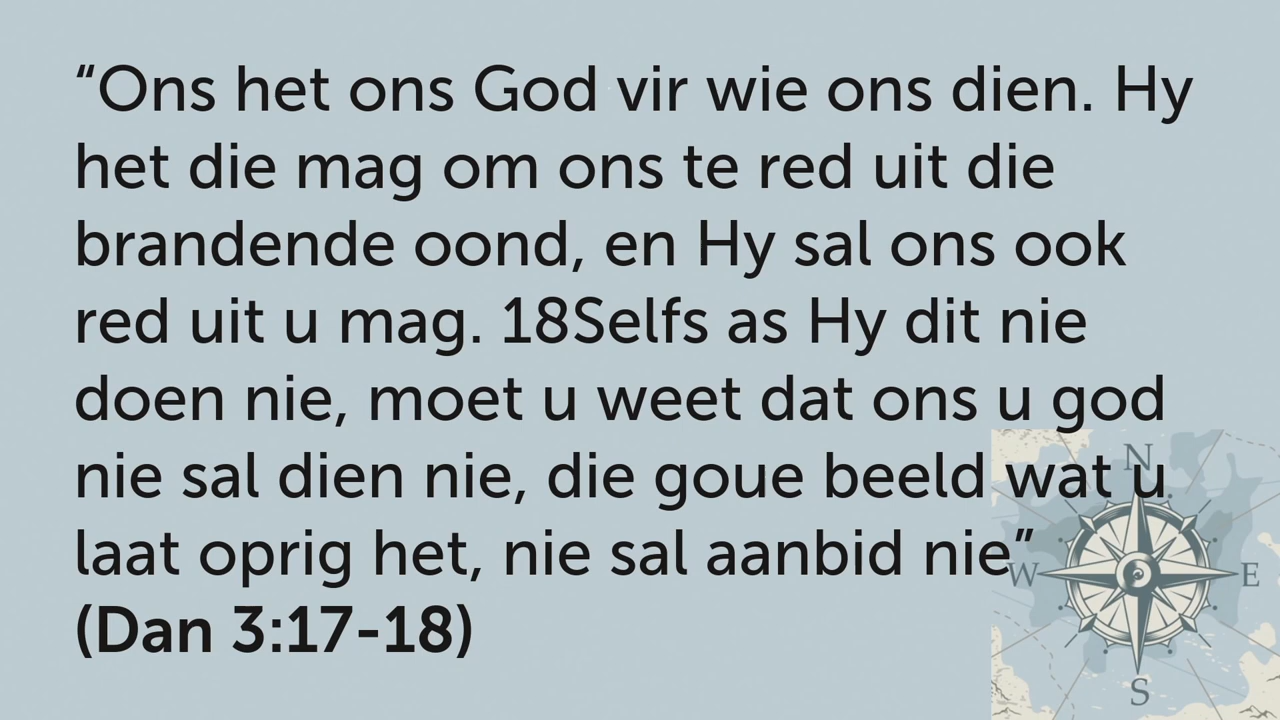 “Ons het ons God vir wie ons dien. Hy
het die mag om ons te red uit die
brandende oond, en Hy sal ons ook
red uit u mag. 18Selfs as Hy dit nie
doen nie, moet u weet dat ons u god
nie sal dien nie, die goue beeld wat u
laat oprig het, nie sal aanbid nie”
(Dan 3:17-18)
N
W
E
S